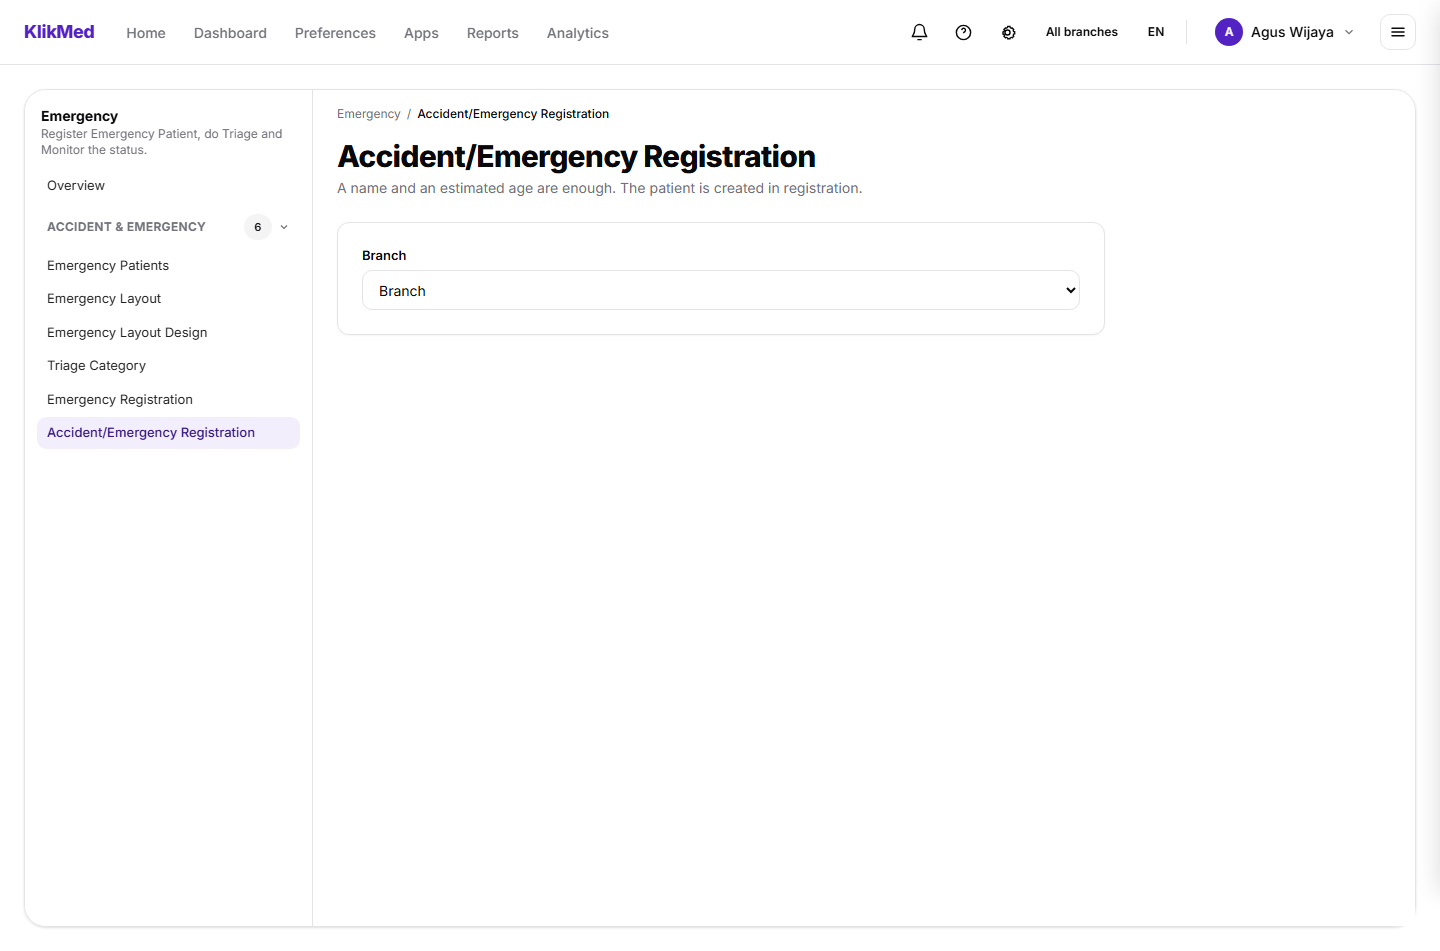 KlikMed
Home
Dashboard
Preferences
Apps
Reports
Analytics
All branches
EN
A
Agus Wijaya
Emergency
Register Emergency Patient, do Triage and
Monitor the status.
Overview
ACCIDENT & EMERGENCY
6
Emergency Patients
Emergency Layout
Emergency Layout Design
Triage Category
Emergency Registration
Accident/Emergency Registration
Emergency / Accident/Emergency Registration
Accident/Emergency Registration
A name and an estimated age are enough. The patient is created in registration.
Branch
Branch